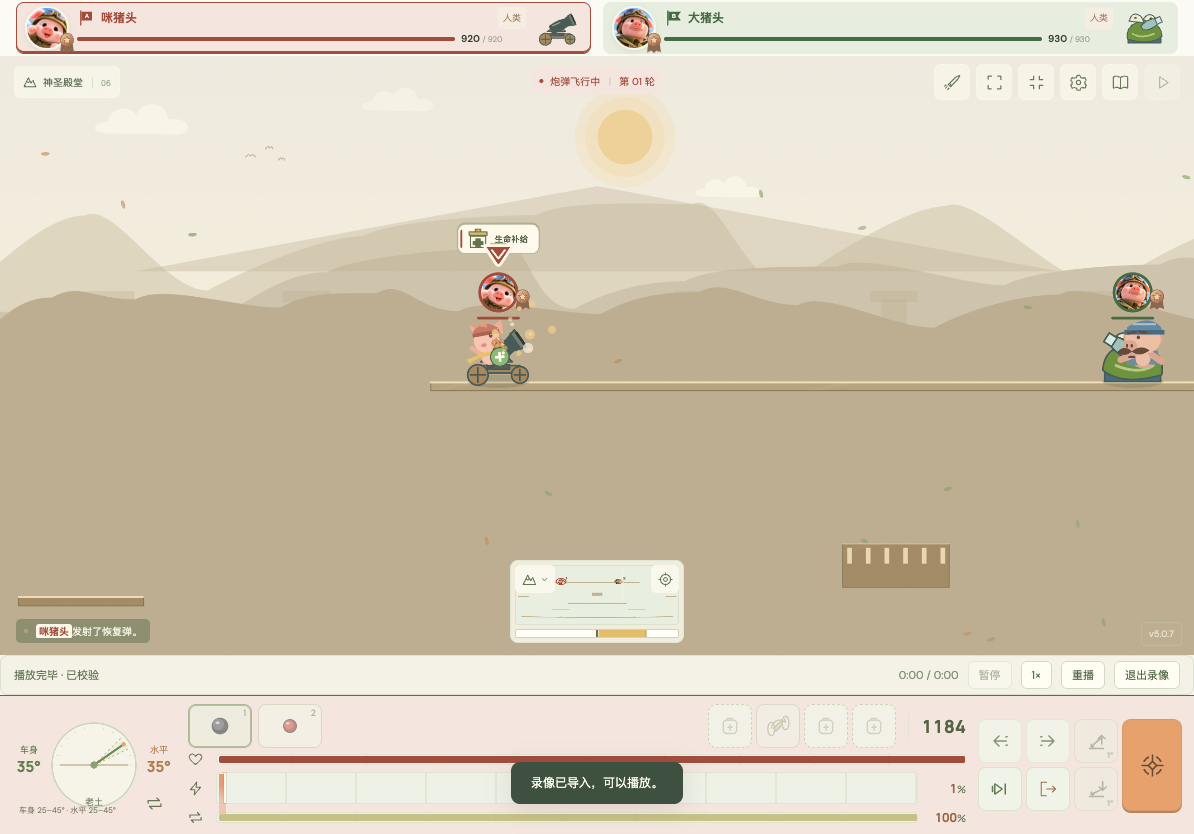 A 咪猪头 人类
920 / 920
B 大猪头 人类
930 / 930
神圣殿堂 06
炮弹飞行中 第 01 轮
生命补给
咪猪头 发射了恢复弹。
v5.0.7
播放完毕 · 已校验
0:00 / 0:00 暂停 1× 重播 退出录像
1 2
1184
车身 35°
水平 35°
老土
车身 25–45° · 水平 25–45°
1%
100%
1°
1°
录像已导入，可以播放。